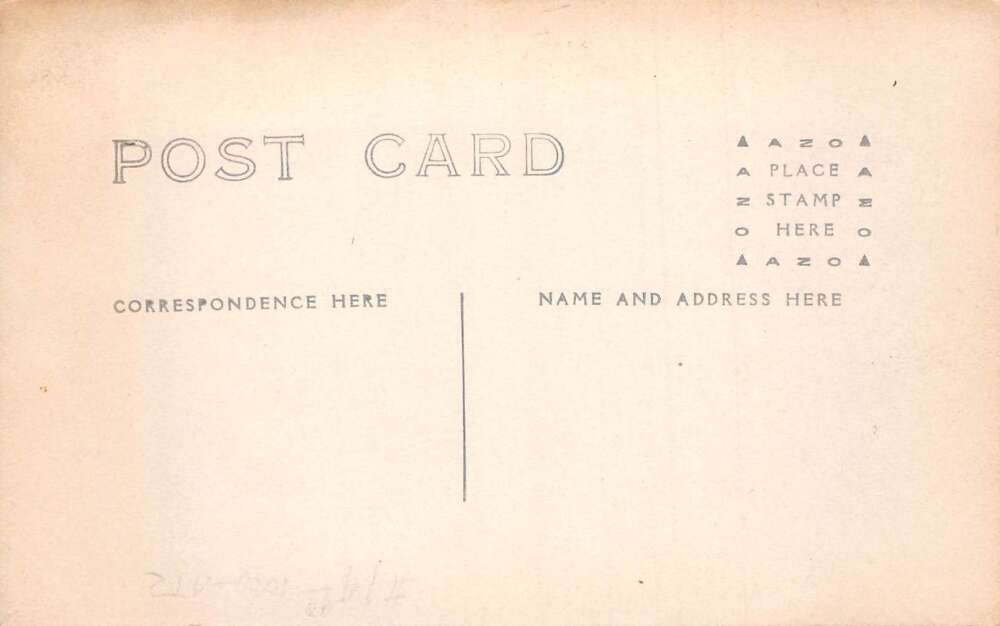 POST CARD
▲ AZO ▲
A PLACE A
Z STAMP Z
O HERE O
▲ AZO ▲
CORRESPONDENCE HERE
NAME AND ADDRESS HERE